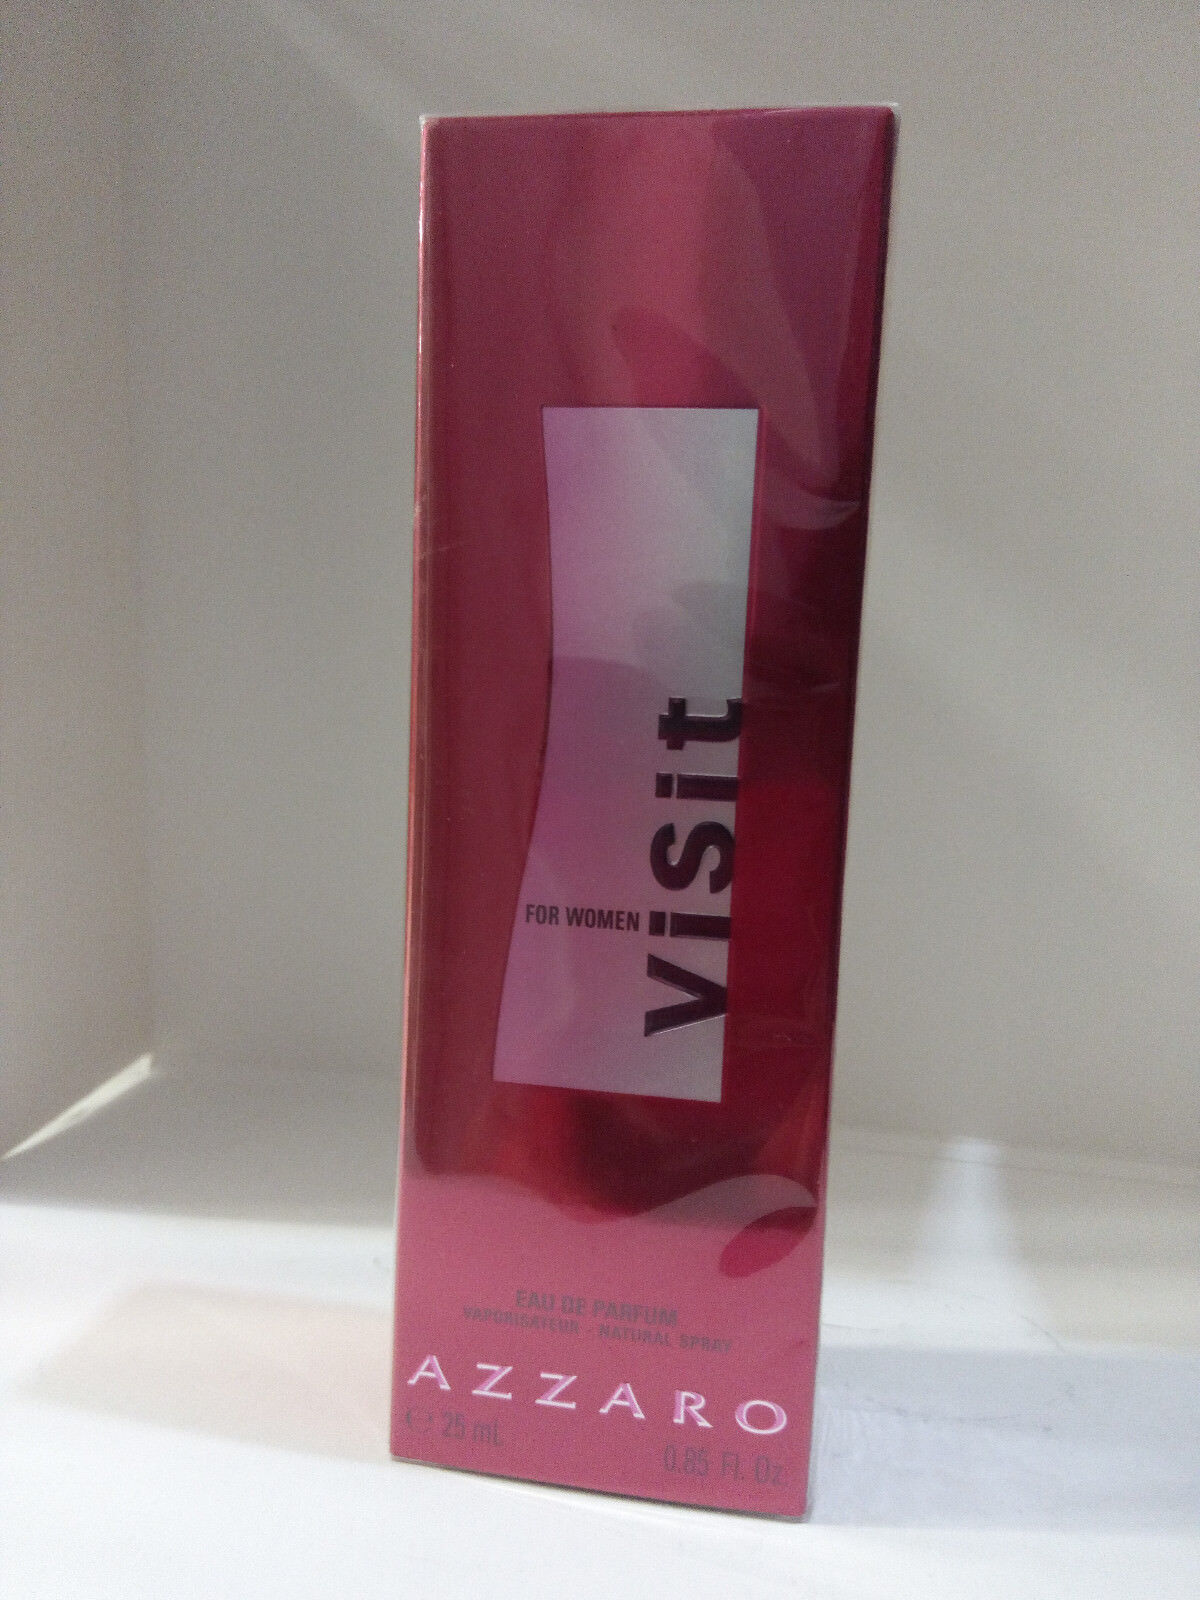 visit
FOR WOMEN
EAU DE PARFUM
VAPORISATEUR - NATURAL SPRAY
AZZARO
℮ 25 mL
0.85 Fl. Oz.